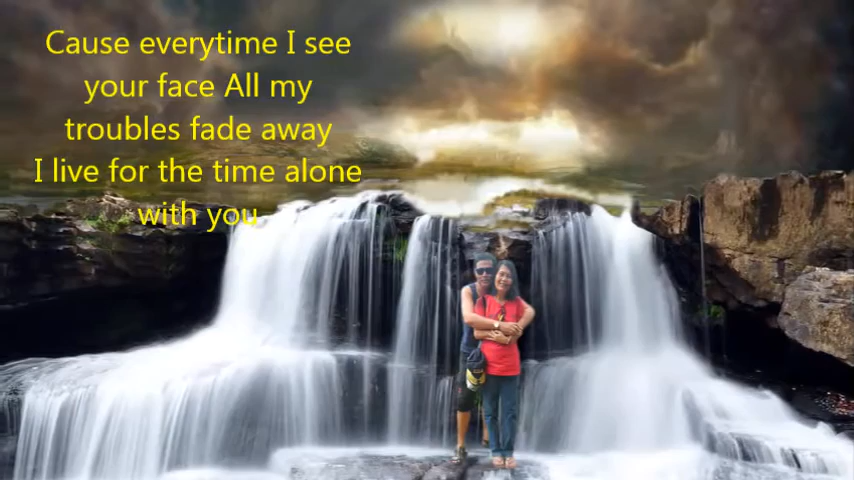 Cause everytime I see
your face All my
troubles fade away
I live for the time alone
with you